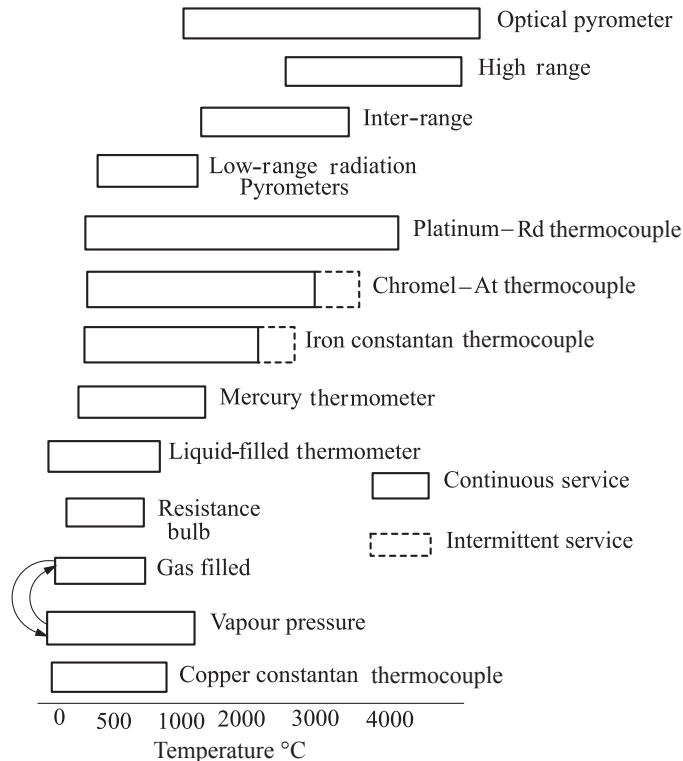 Optical pyrometer
High range
Inter-range
Low-range radiation
Pyrometers
Platinum–Rd thermocouple
Chromel–At thermocouple
Iron constantan thermocouple
Mercury thermometer
Liquid-filled thermometer
Continuous service
Resistance
bulb
Intermittent service
Gas filled
Vapour pressure
Copper constantan thermocouple
0 500 1000 2000 3000 4000
Temperature °C